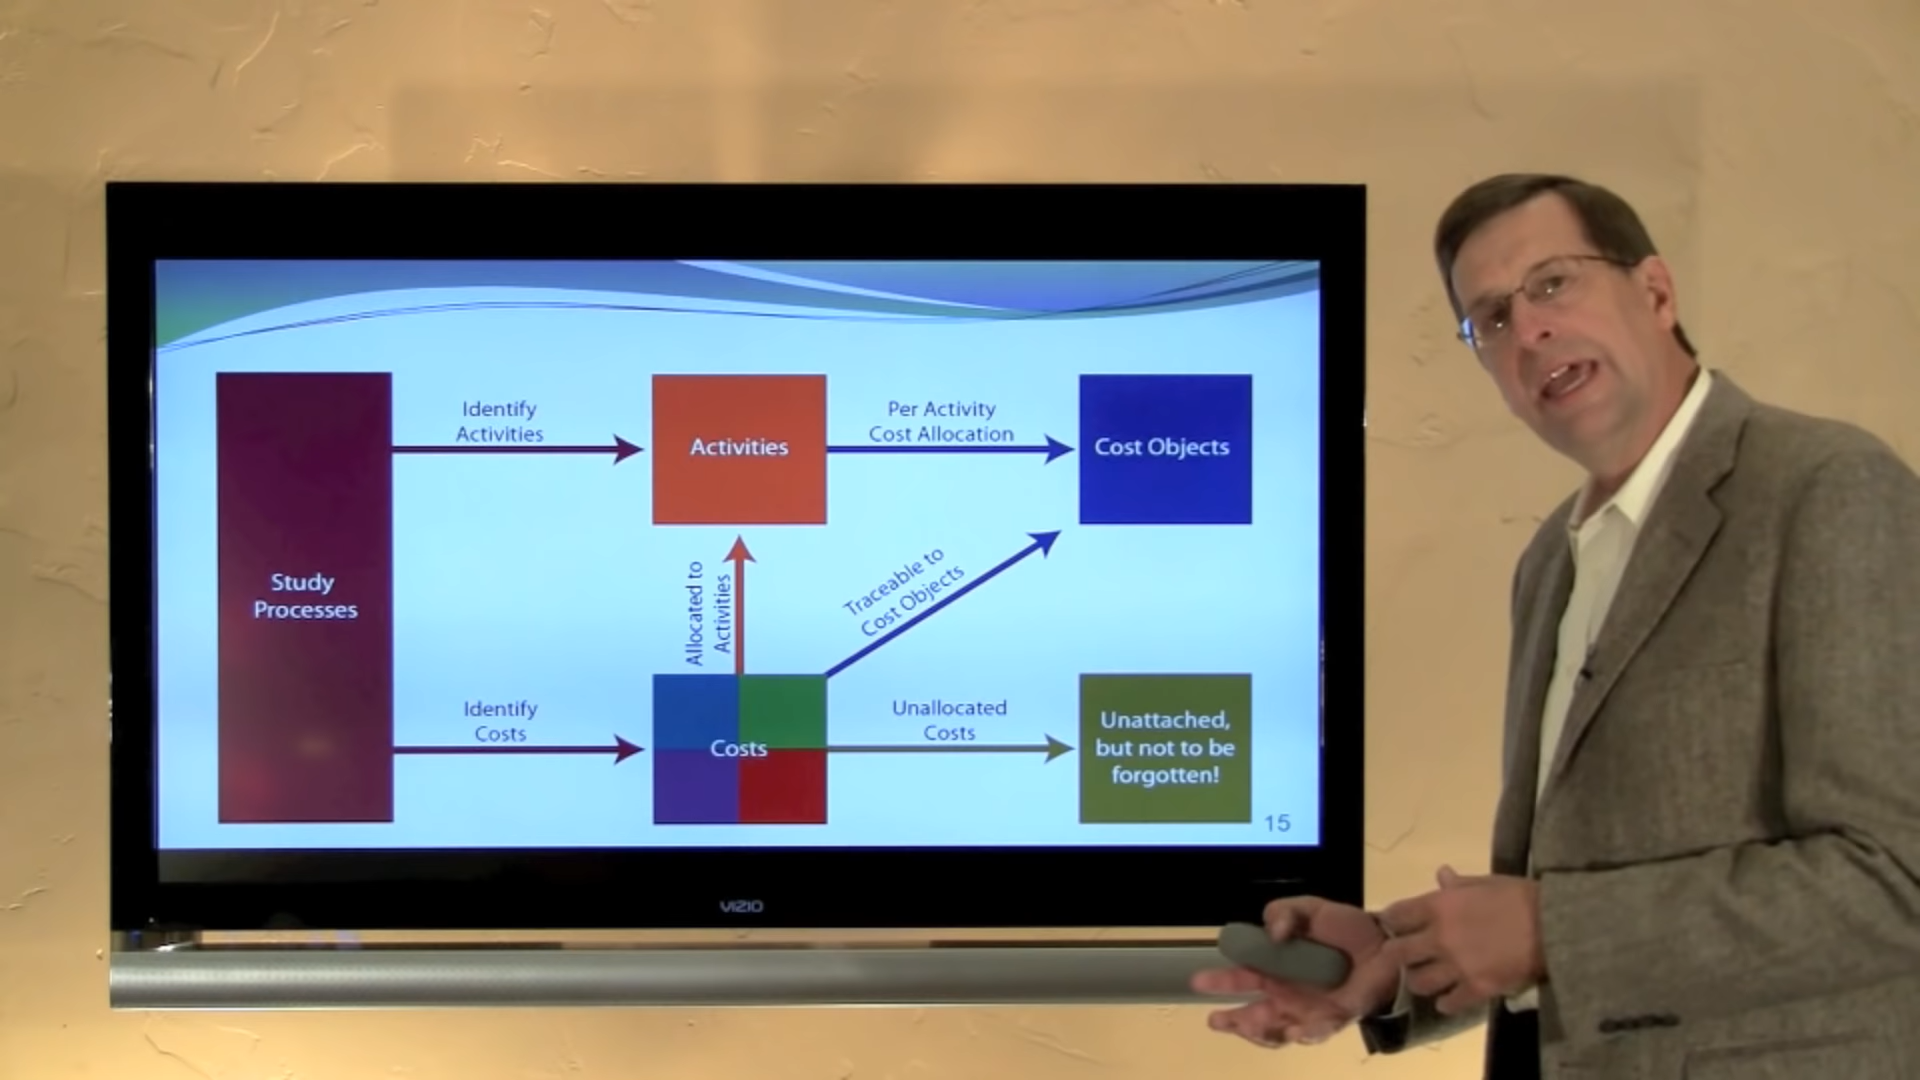 Identify
Activities
Per Activity
Cost Allocation
Activities
Cost Objects
Study
Processes
Allocated to
Activities
Traceable to
Cost Objects
Identify
Costs
Costs
Unallocated
Costs
Unattached,
but not to be
forgotten!
15
VIZIO